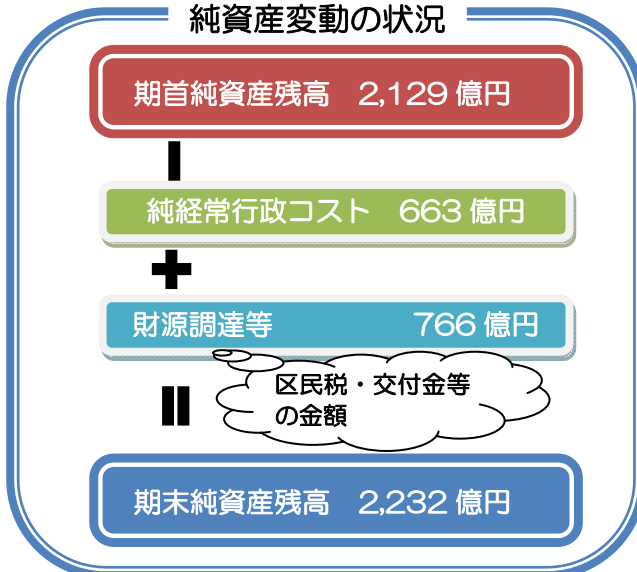 純資産変動の状況
期首純資産残高 2,129 億円
純経常行政コスト 663 億円
+
財源調達等 766 億円
区民税・交付金等
の金額
期末純資産残高 2,232 億円